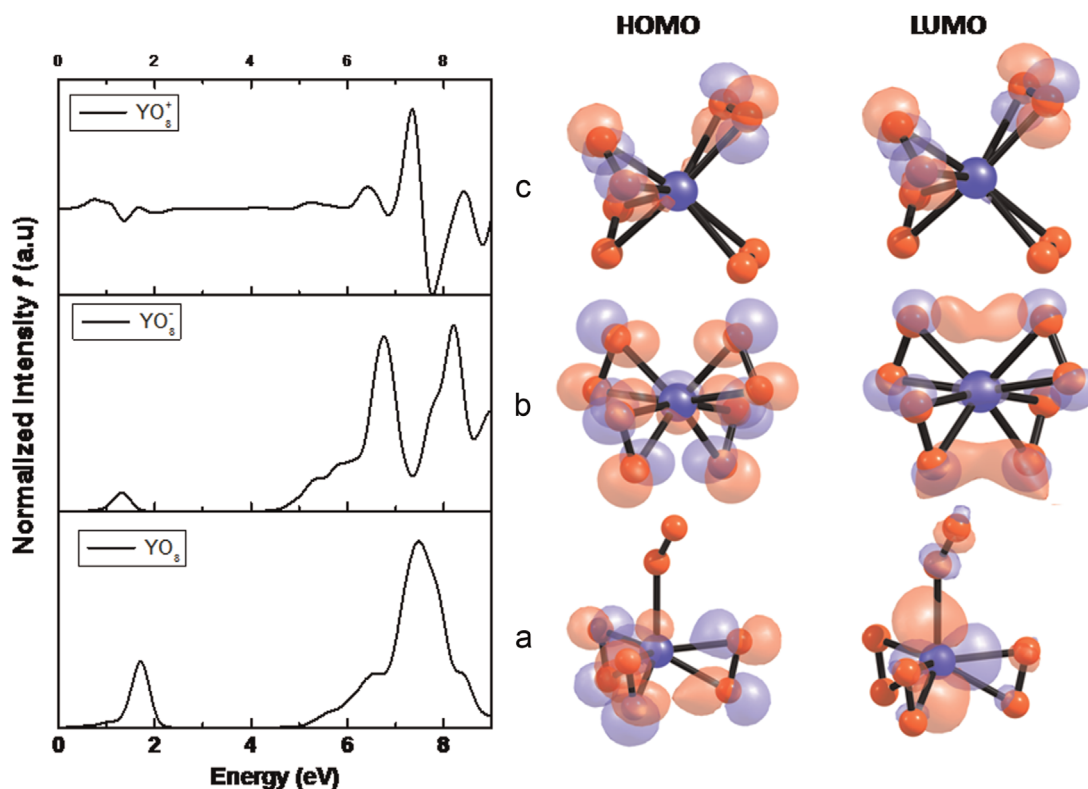 HOMO LUMO
0 2 4 6 8
YO₈⁺
c
YO₈⁻
b
YO₈
a
Normalized Intensity f (a.u)
0 2 4 6 8
Energy (eV)